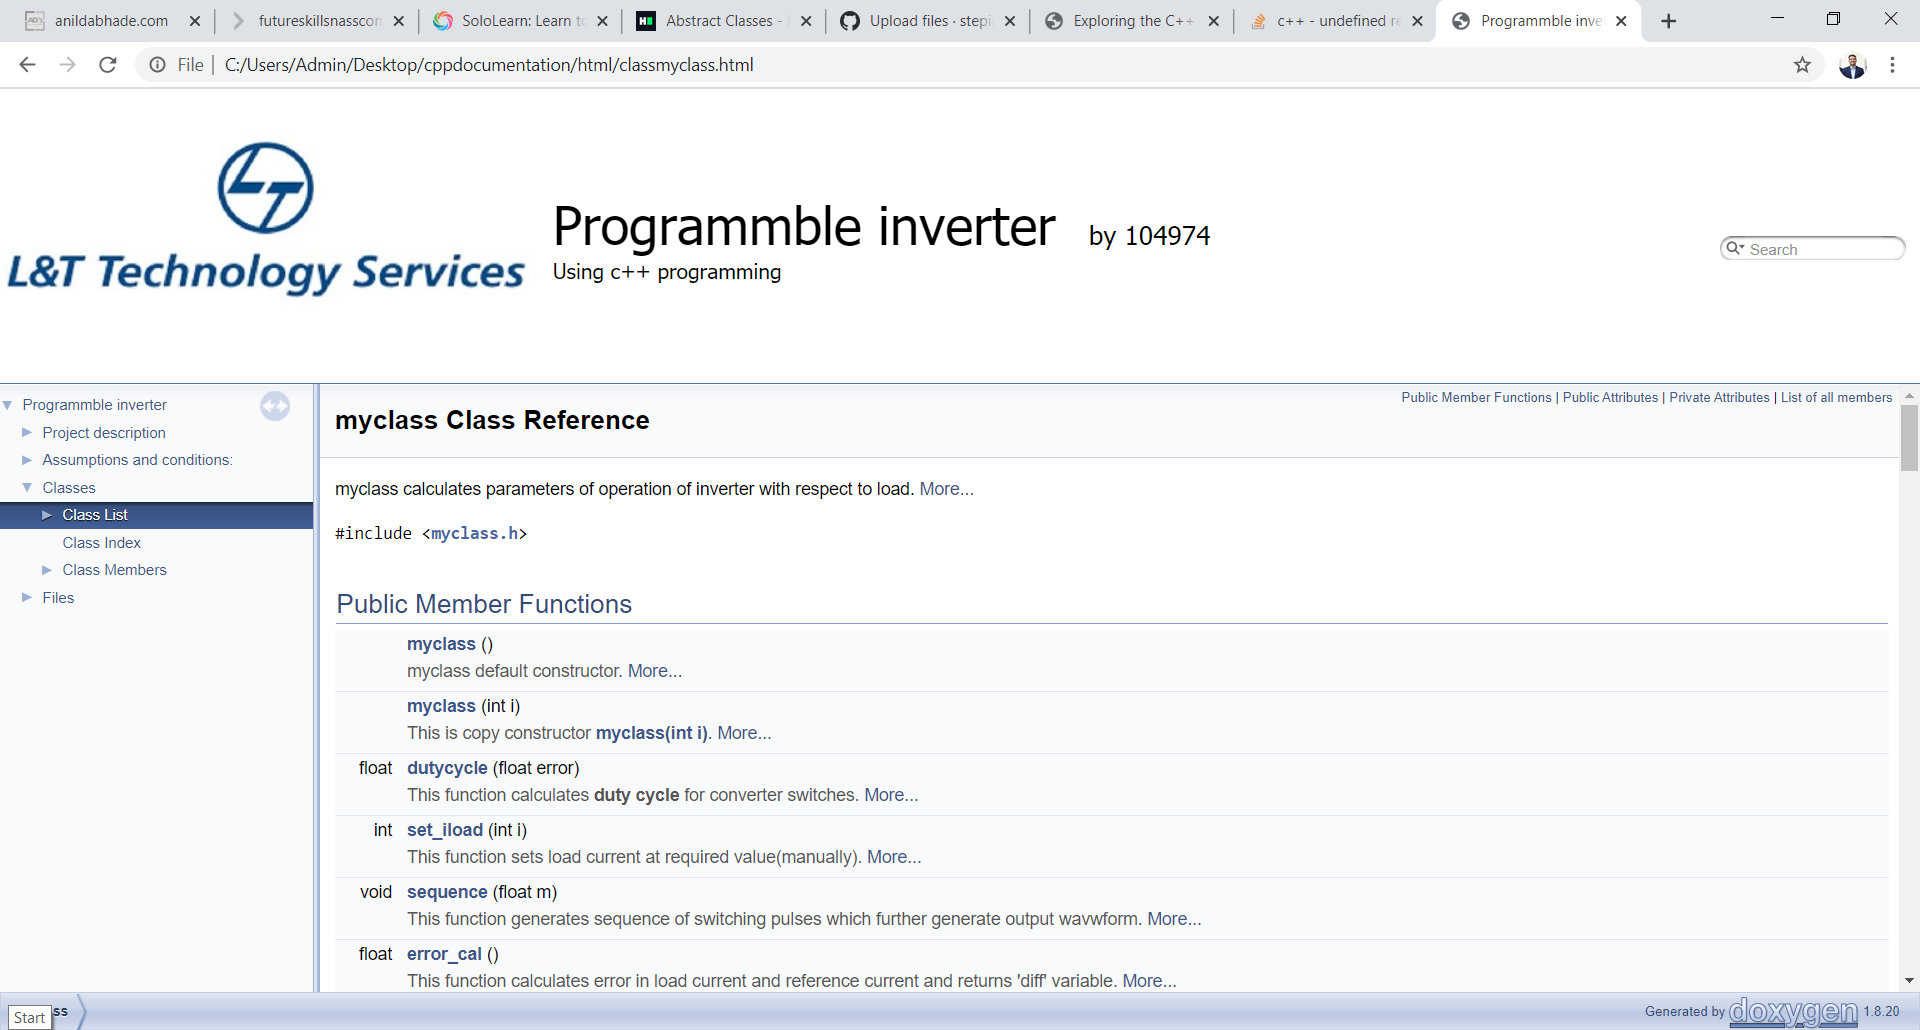 anildabhade.com
futureskillsnasscom
SoloLearn: Learn to
Abstract Classes -
Upload files · stepi
Exploring the C++
c++ - undefined re
Programmble inve
File | C:/Users/Admin/Desktop/cppdocumentation/html/classmyclass.html
L&T Technology Services
Programmble inverter by 104974
Using c++ programming
Search
Programmble inverter
Project description
Assumptions and conditions:
Classes
Class List
Class Index
Class Members
Files
Public Member Functions | Public Attributes | Private Attributes | List of all members
myclass Class Reference
myclass calculates parameters of operation of inverter with respect to load. More...
#include <myclass.h>
Public Member Functions
myclass ()
myclass default constructor. More...
myclass (int i)
This is copy constructor myclass(int i). More...
float dutycycle (float error)
This function calculates duty cycle for converter switches. More...
int set_iload (int i)
This function sets load current at required value(manually). More...
void sequence (float m)
This function generates sequence of switching pulses which further generate output wavwform. More...
float error_cal ()
This function calculates error in load current and reference current and returns 'diff' variable. More...
Start
ss
Generated by doxygen 1.8.20